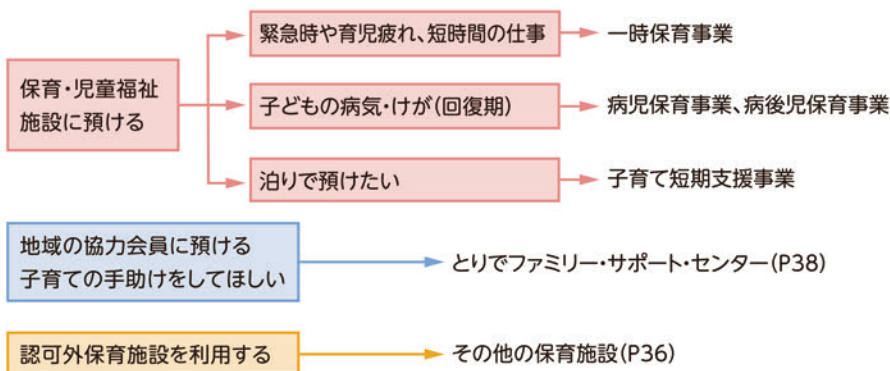 緊急時や育児疲れ、短時間の仕事
一時保育事業
保育・児童福祉
施設に預ける
子どもの病気・けが(回復期)
病児保育事業、病後児保育事業
泊りで預けたい
子育て短期支援事業
地域の協力会員に預ける
子育ての手助けをしてほしい
とりでファミリー・サポート・センター(P38)
認可外保育施設を利用する
その他の保育施設(P36)